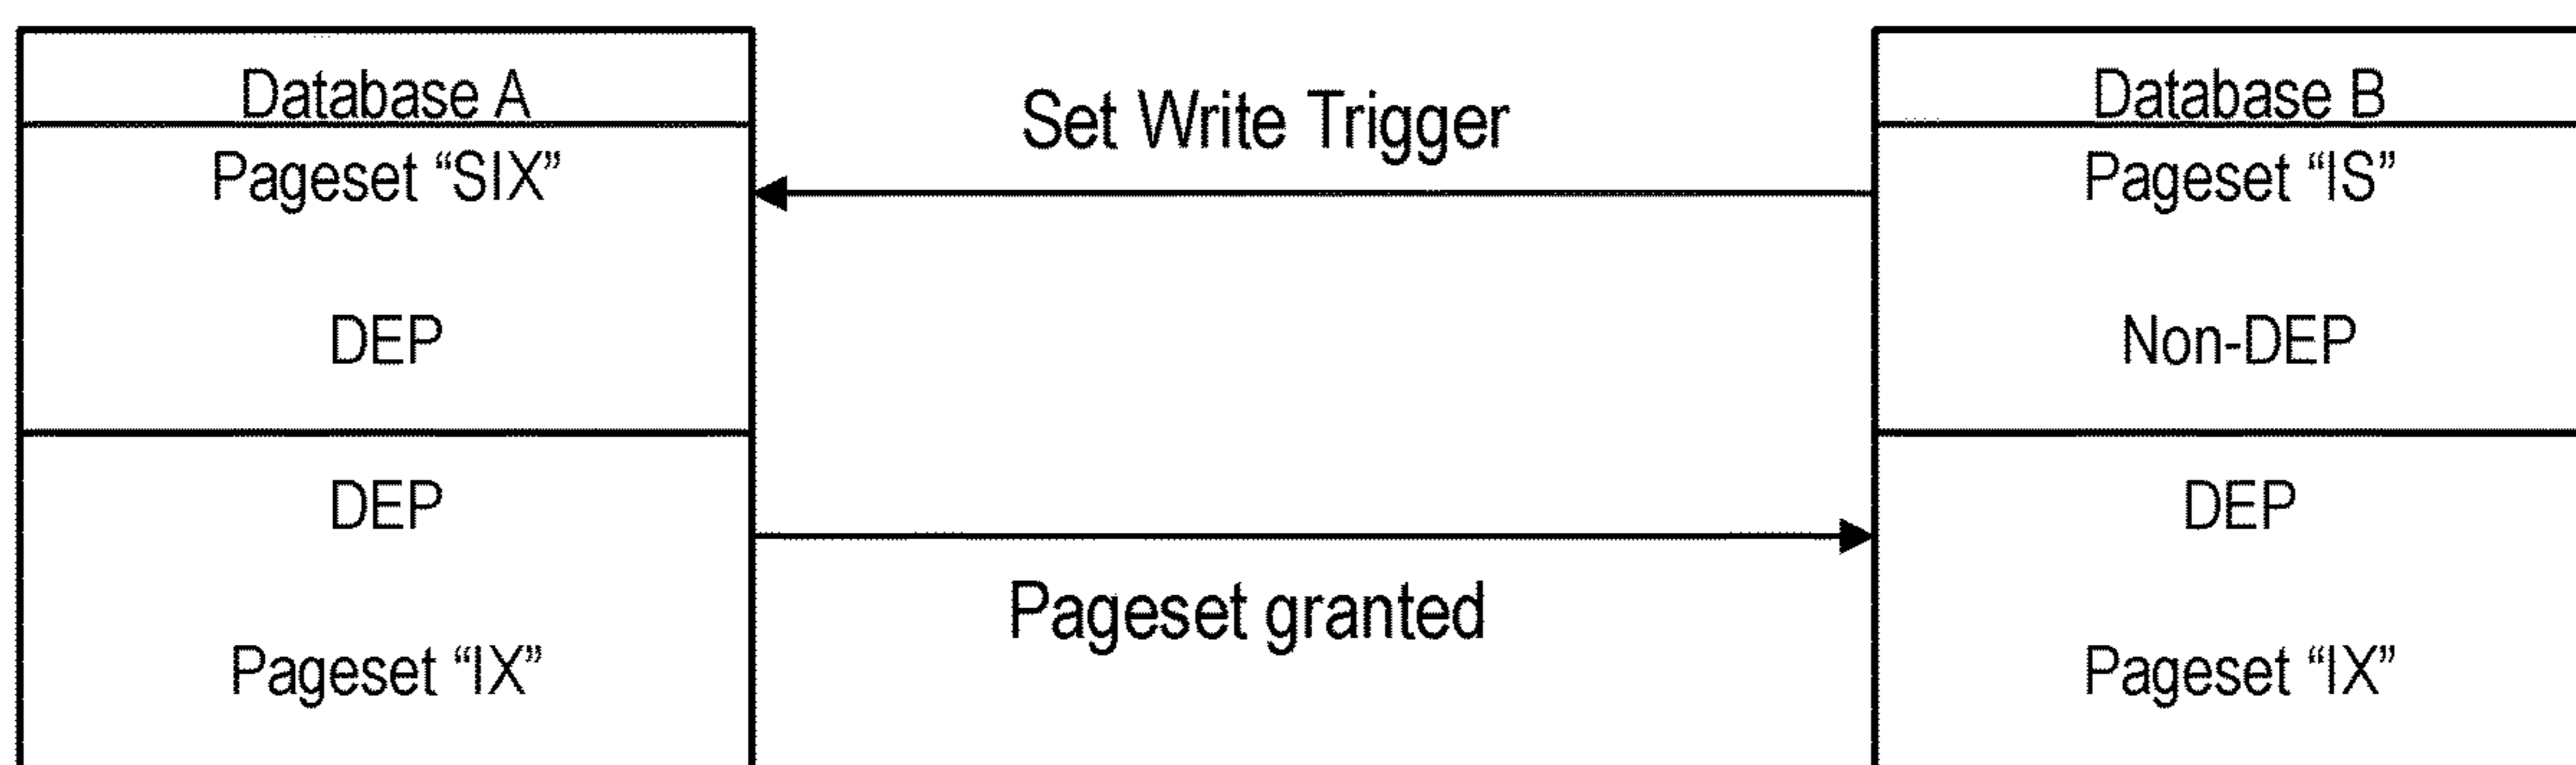 Database A
Database B
Set Write Trigger
Pageset “SIX”
Pageset “IS”
DEP
Non-DEP
DEP
DEP
Pageset granted
Pageset “IX”
Pageset “IX”